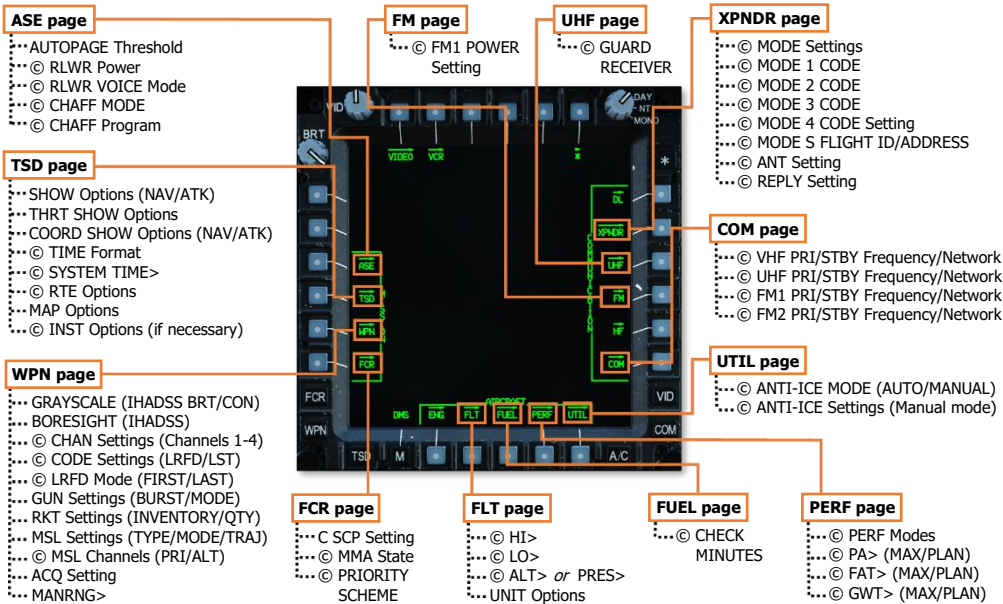 ASE page
AUTOPAGE Threshold
© RLWR Power
© RLWR VOICE Mode
© CHAFF MODE
© CHAFF Program
FM page
© FM1 POWER
Setting
UHF page
© GUARD
RECEIVER
XPNDR page
© MODE Settings
© MODE 1 CODE
© MODE 2 CODE
© MODE 3 CODE
© MODE 4 CODE Setting
© MODE S FLIGHT ID/ADDRESS
© ANT Setting
© REPLY Setting
TSD page
SHOW Options (NAV/ATK)
THRT SHOW Options
COORD SHOW Options (NAV/ATK)
© TIME Format
© SYSTEM TIME>
© RTE Options
MAP Options
© INST Options (if necessary)
COM page
© VHF PRI/STBY Frequency/Network
© UHF PRI/STBY Frequency/Network
© FM1 PRI/STBY Frequency/Network
© FM2 PRI/STBY Frequency/Network
WPN page
GRAYSCALE (IHADSS BRT/CON)
BORESIGHT (IHADSS)
© CHAN Settings (Channels 1-4)
© CODE Settings (LRFD/LST)
© LRFD Mode (FIRST/LAST)
GUN Settings (BURST/MODE)
RKT Settings (INVENTORY/QTY)
MSL Settings (TYPE/MODE/TRAJ)
© MSL Channels (PRI/ALT)
ACQ Setting
MANRNG>
UTIL page
© ANTI-ICE MODE (AUTO/MANUAL)
© ANTI-ICE Settings (Manual mode)
VID
DAY
NT
MONO
BRT
*
VIDEO VCR *
DL
XPNDR
UHF
FM
HF
COM
COMMUNICATION
ASE
TSD
WPN
FCR
MISSION
AIRCRAFT
DMS ENG FLT FUEL PERF UTIL
FCR
VID
WPN
COM
TSD M A/C
FCR page
C SCP Setting
© MMA State
© PRIORITY
SCHEME
FLT page
© HI>
© LO>
© ALT> or PRES>
UNIT Options
FUEL page
© CHECK
MINUTES
PERF page
© PERF Modes
© PA> (MAX/PLAN)
© FAT> (MAX/PLAN)
© GWT> (MAX/PLAN)